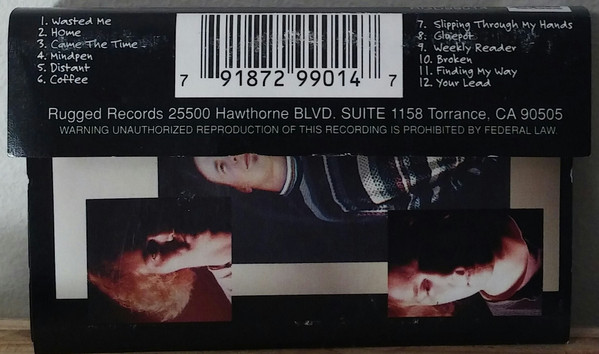 1. Wasted Me
2. Home
3. Came The Time
4. Mindpen
5. Distant
6. Coffee
7 91872 99014 7
7. Slipping Through My Hands
8. Gluepot
9. Weekly Reader
10. Broken
11. Finding My Way
12. Your Lead
Rugged Records 25500 Hawthorne BLVD. SUITE 1158 Torrance, CA 90505
WARNING UNAUTHORIZED REPRODUCTION OF THIS RECORDING IS PROHIBITED BY FEDERAL LAW.